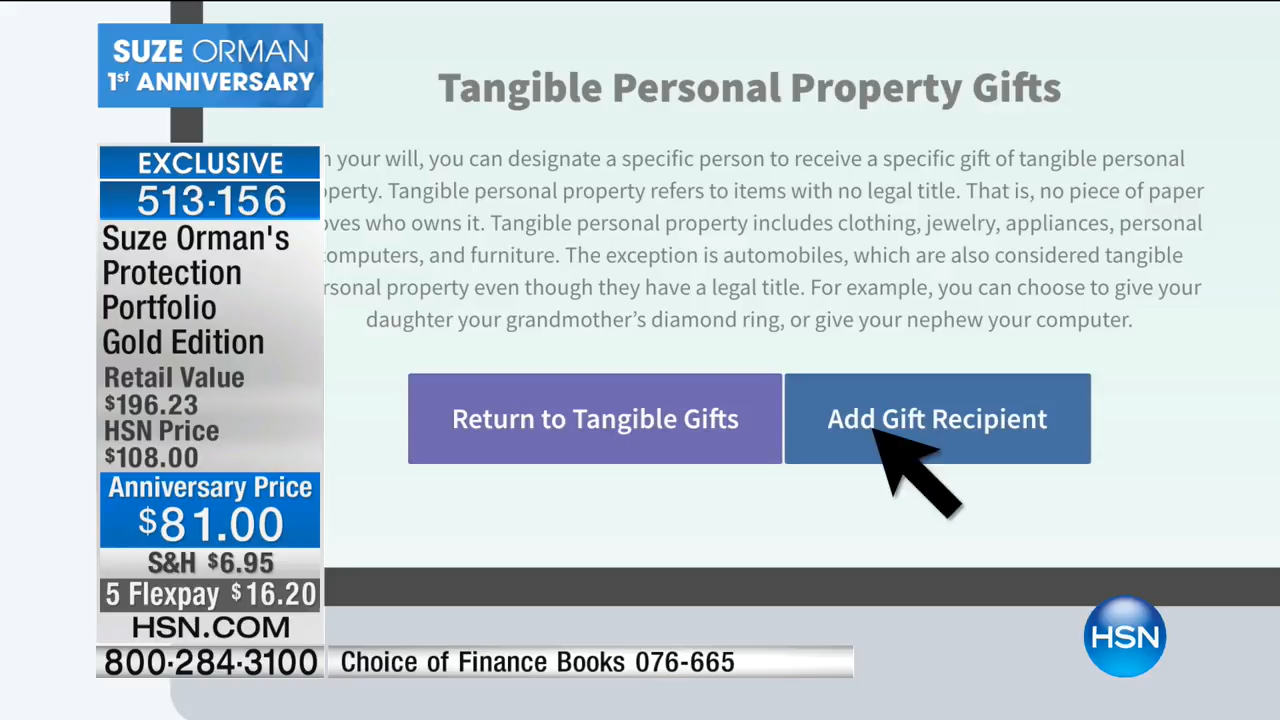 SUZE ORMAN
1st ANNIVERSARY
EXCLUSIVE
513-156
Suze Orman's
Protection
Portfolio
Gold Edition
Retail Value
$196.23
HSN Price
$108.00
Anniversary Price
$81.00
S&H $6.95
5 Flexpay $16.20
HSN.COM
800-284-3100
Choice of Finance Books 076-665
Tangible Personal Property Gifts
your will, you can designate a specific person to receive a specific gift of tangible personal
Tangible personal property refers to items with no legal title. That is, no piece of paper
who owns it. Tangible personal property includes clothing, jewelry, appliances, personal
and furniture. The exception is automobiles, which are also considered tangible
property even though they have a legal title. For example, you can choose to give your
daughter your grandmother’s diamond ring, or give your nephew your computer.
Return to Tangible Gifts
Add Gift Recipient
HSN